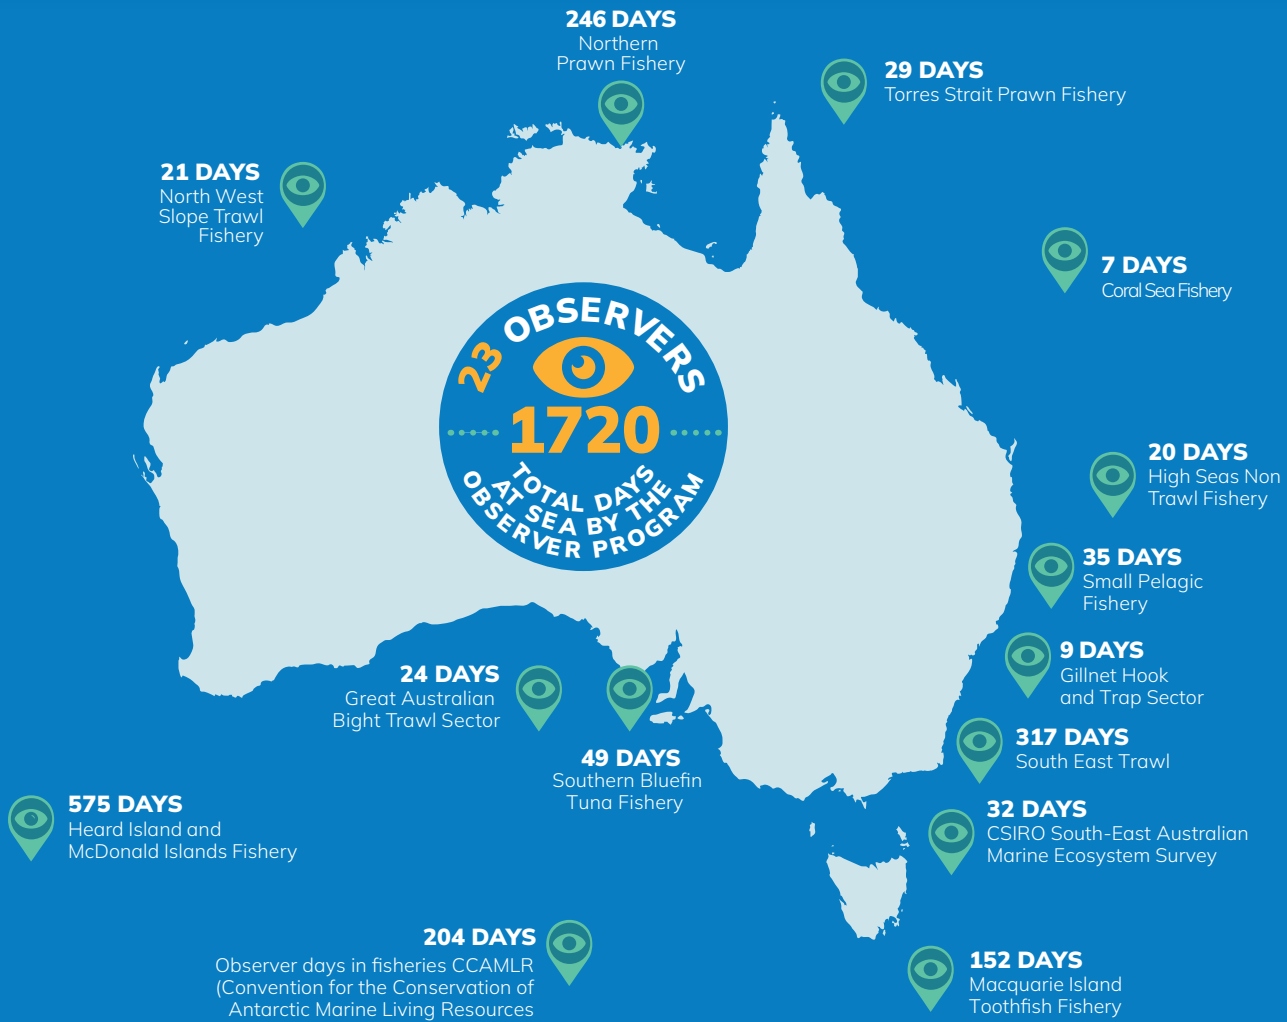 246 DAYS
Northern
Prawn Fishery
29 DAYS
Torres Strait Prawn Fishery
21 DAYS
North West
Slope Trawl
Fishery
7 DAYS
Coral Sea Fishery
23 OBSERVERS
1720
TOTAL DAYS
AT SEA BY THE
OBSERVER PROGRAM
20 DAYS
High Seas Non
Trawl Fishery
35 DAYS
Small Pelagic
Fishery
9 DAYS
Gillnet Hook
and Trap Sector
24 DAYS
Great Australian
Bight Trawl Sector
49 DAYS
Southern Bluefin
Tuna Fishery
317 DAYS
South East Trawl
575 DAYS
Heard Island and
McDonald Islands Fishery
32 DAYS
CSIRO South-East Australian
Marine Ecosystem Survey
204 DAYS
Observer days in fisheries CCAMLR
(Convention for the Conservation of
Antarctic Marine Living Resources
152 DAYS
Macquarie Island
Toothfish Fishery